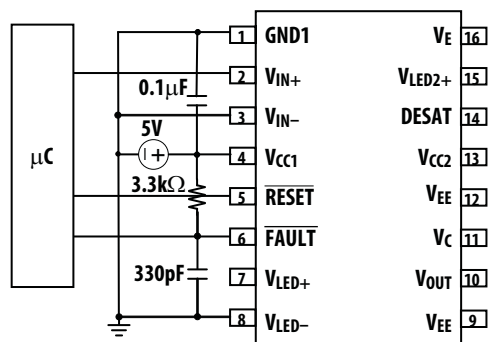 μC
0.1μF
5V
3.3kΩ
330pF
1 GND1
2 VIN+
3 VIN–
4 VCC1
5 RESET
6 FAULT
7 VLED+
8 VLED–
VE 16
VLED2+ 15
DESAT 14
VCC2 13
VEE 12
VC 11
VOUT 10
VEE 9